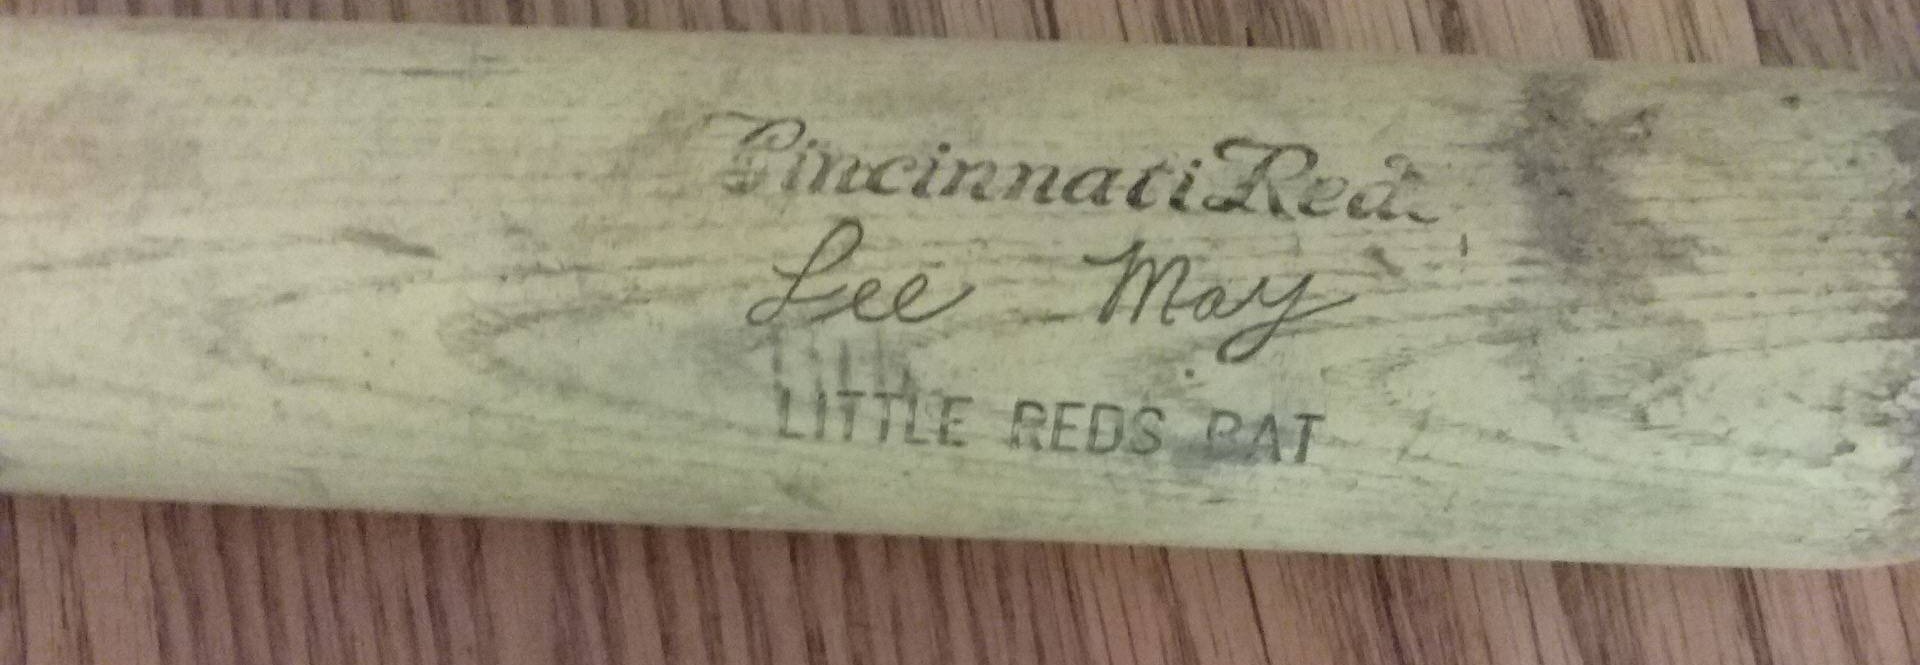 Cincinnati Reds
Lee May
LITTLE REDS BAT